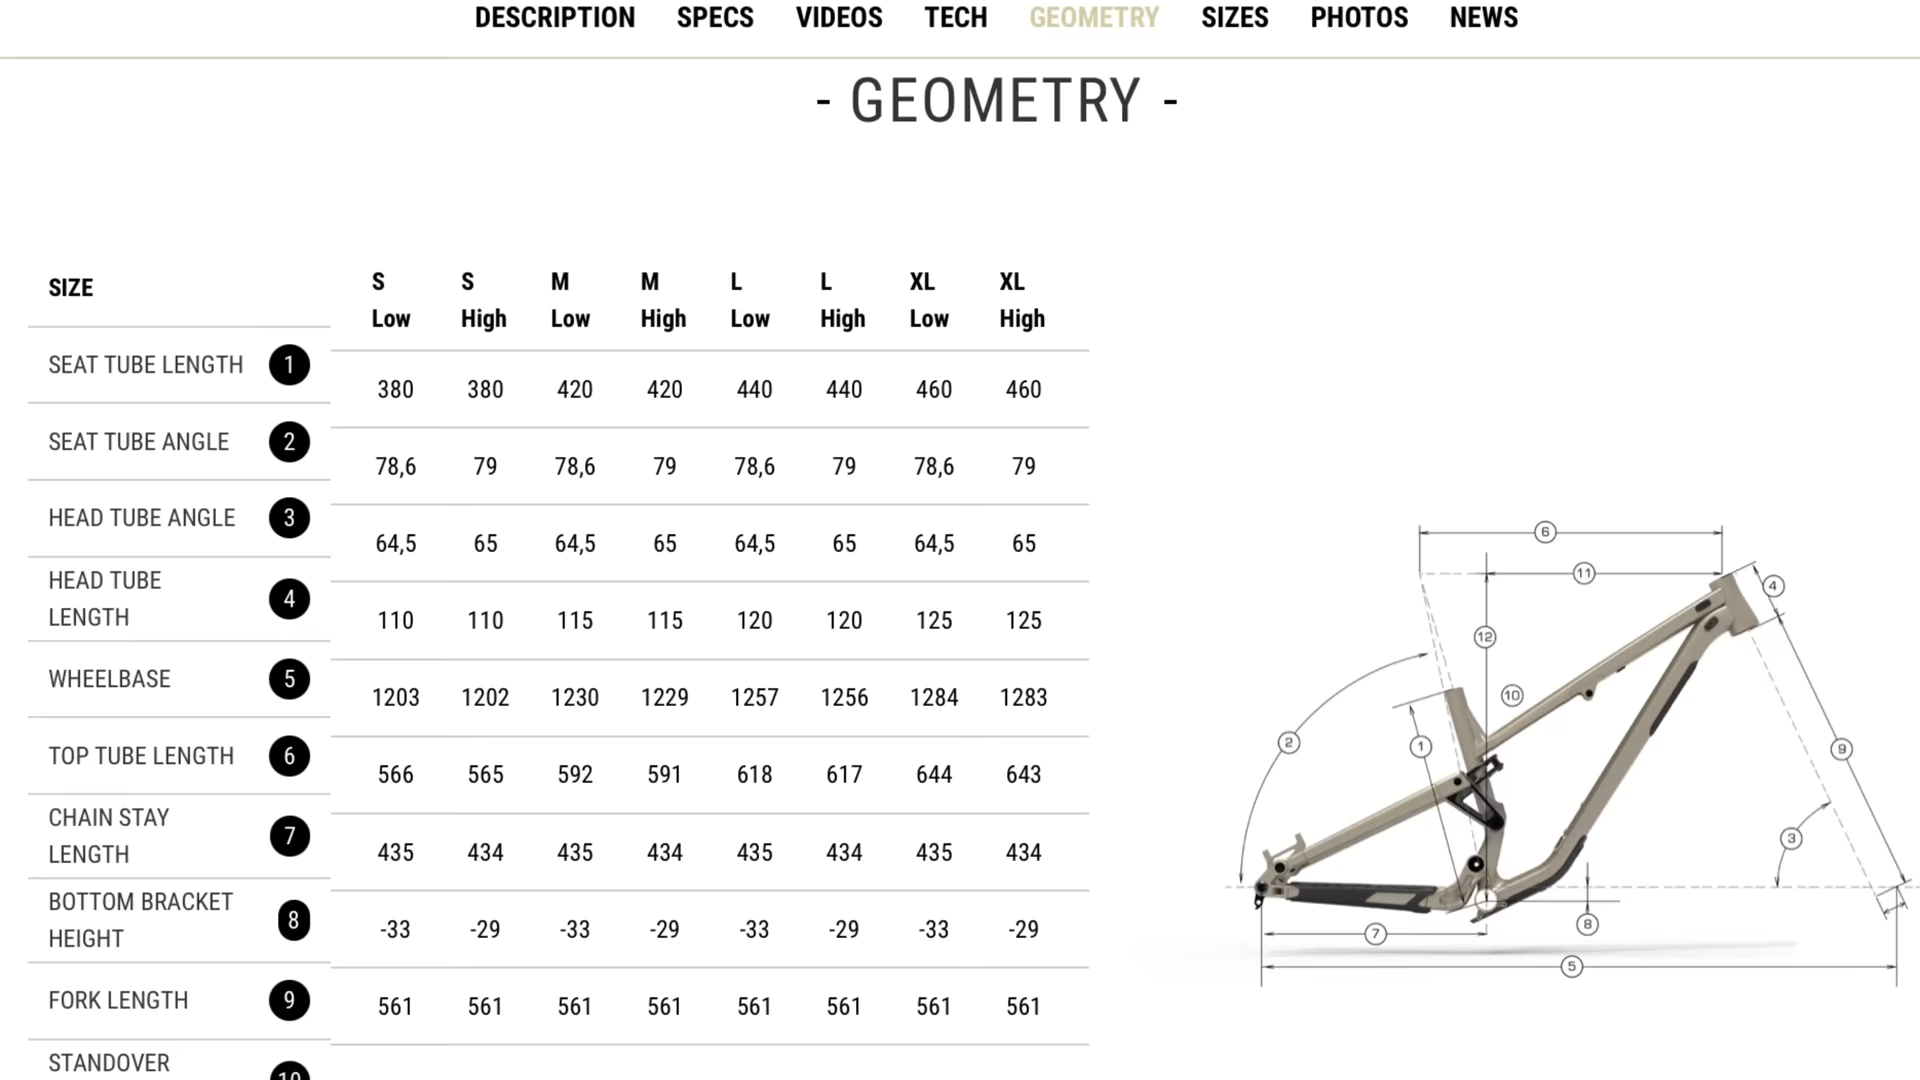 DESCRIPTION SPECS VIDEOS TECH GEOMETRY SIZES PHOTOS NEWS
- GEOMETRY -
SIZE S Low S High M Low M High L Low L High XL Low XL High
SEAT TUBE LENGTH 1 380 380 420 420 440 440 460 460
SEAT TUBE ANGLE 2 78,6 79 78,6 79 78,6 79 78,6 79
HEAD TUBE ANGLE 3 64,5 65 64,5 65 64,5 65 64,5 65
HEAD TUBE LENGTH 4 110 110 115 115 120 120 125 125
WHEELBASE 5 1203 1202 1230 1229 1257 1256 1284 1283
TOP TUBE LENGTH 6 566 565 592 591 618 617 644 643
CHAIN STAY LENGTH 7 435 434 435 434 435 434 435 434
BOTTOM BRACKET HEIGHT 8 -33 -29 -33 -29 -33 -29 -33 -29
FORK LENGTH 9 561 561 561 561 561 561 561 561
STANDOVER 10
6
11
4
12
10
2
1
9
3
8
7
5